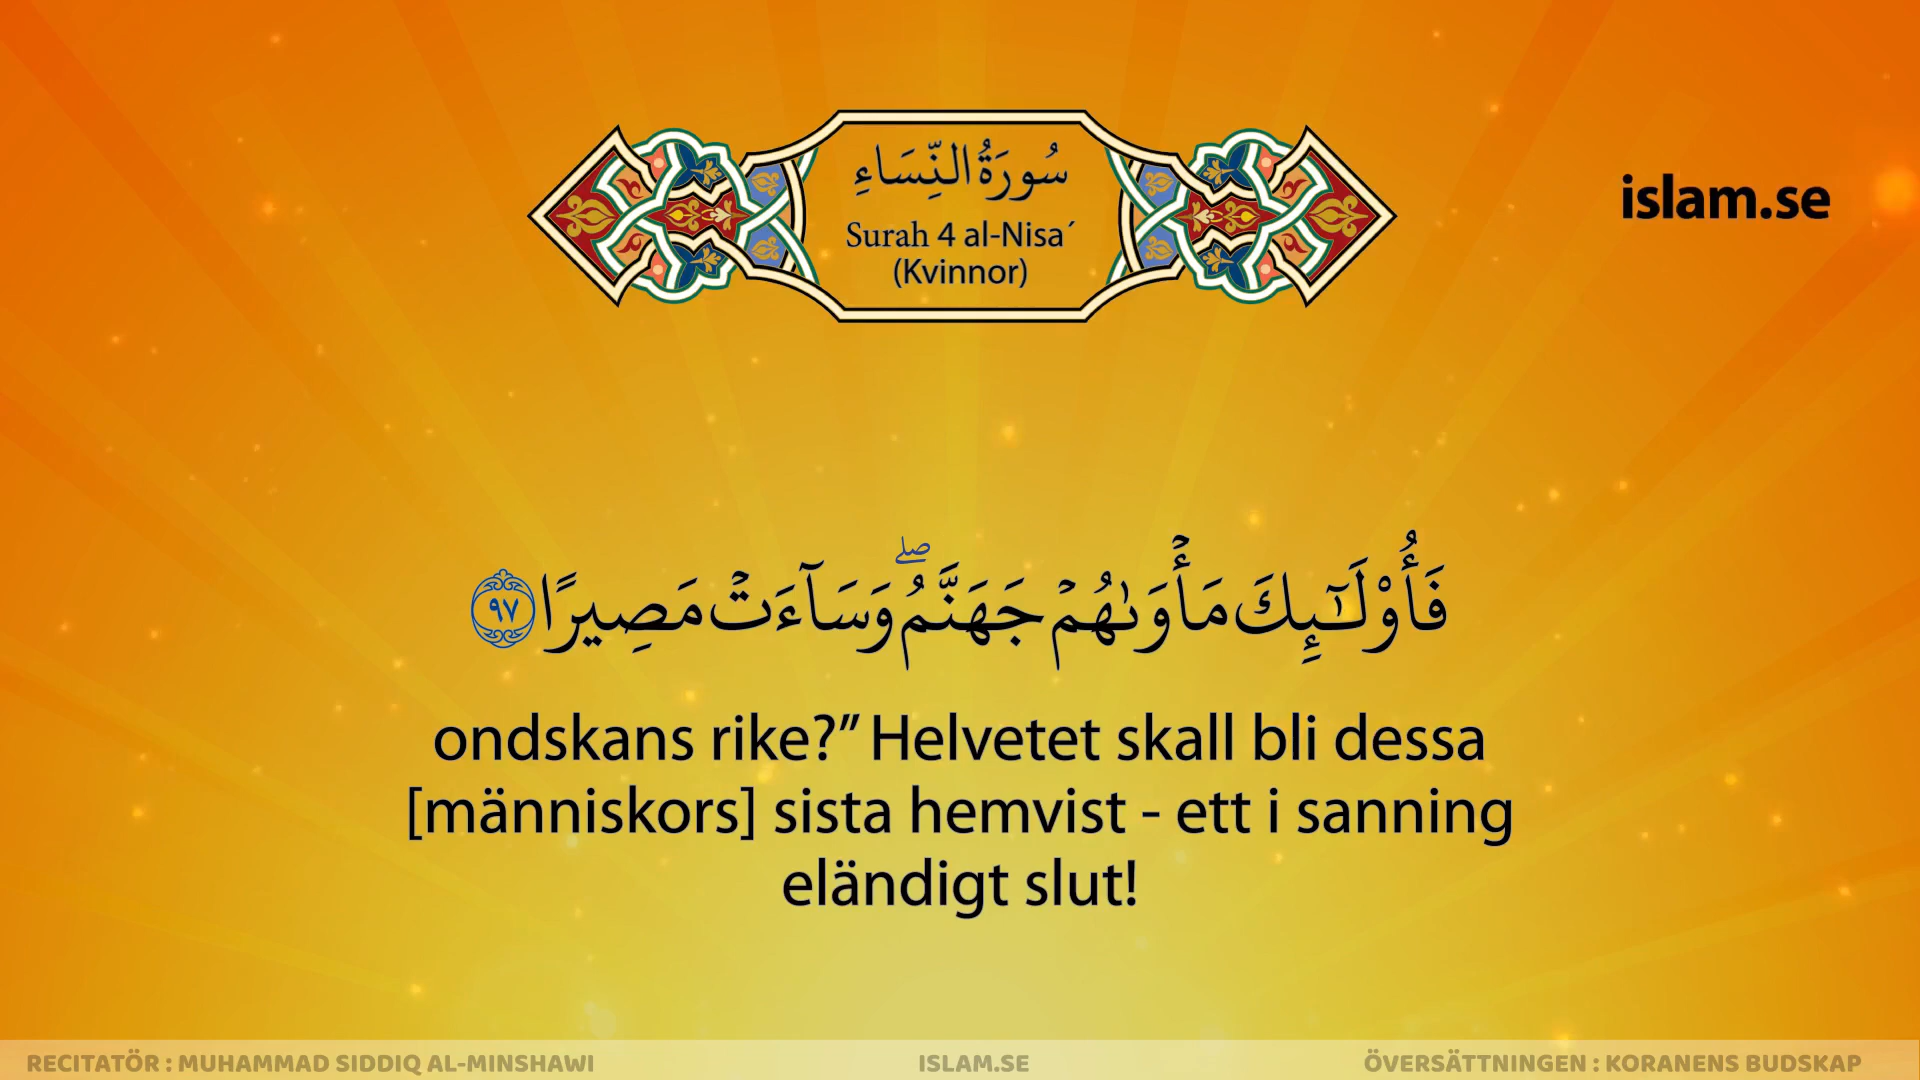 سُورَةُ النِّسَاءِ
Surah 4 al-Nisa´
(Kvinnor)
islam.se
فَأُو۟لَـٰٓئِكَ مَأۡوَىٰهُمۡ جَهَنَّمُۖ وَسَآءَتۡ مَصِيرًا ٩٧
ondskans rike?” Helvetet skall bli dessa
[människors] sista hemvist - ett i sanning
eländigt slut!
RECITATÖR : MUHAMMAD SIDDIQ AL-MINSHAWI
ISLAM.SE
ÖVERSÄTTNINGEN : KORANENS BUDSKAP